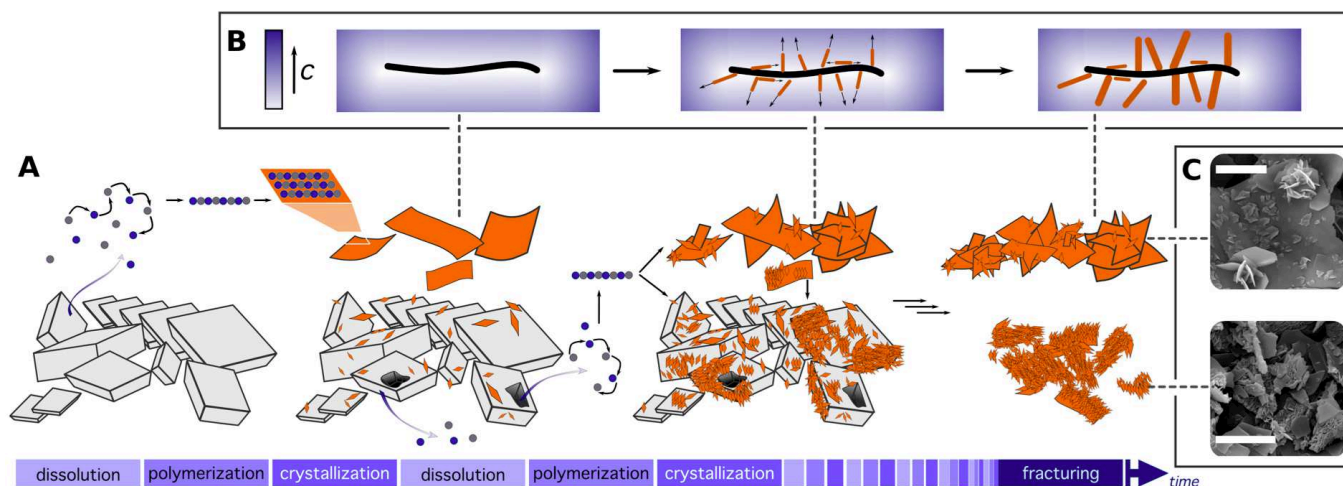 B
C
A
C
dissolution
polymerization
crystallization
dissolution
polymerization
crystallization
fracturing
time